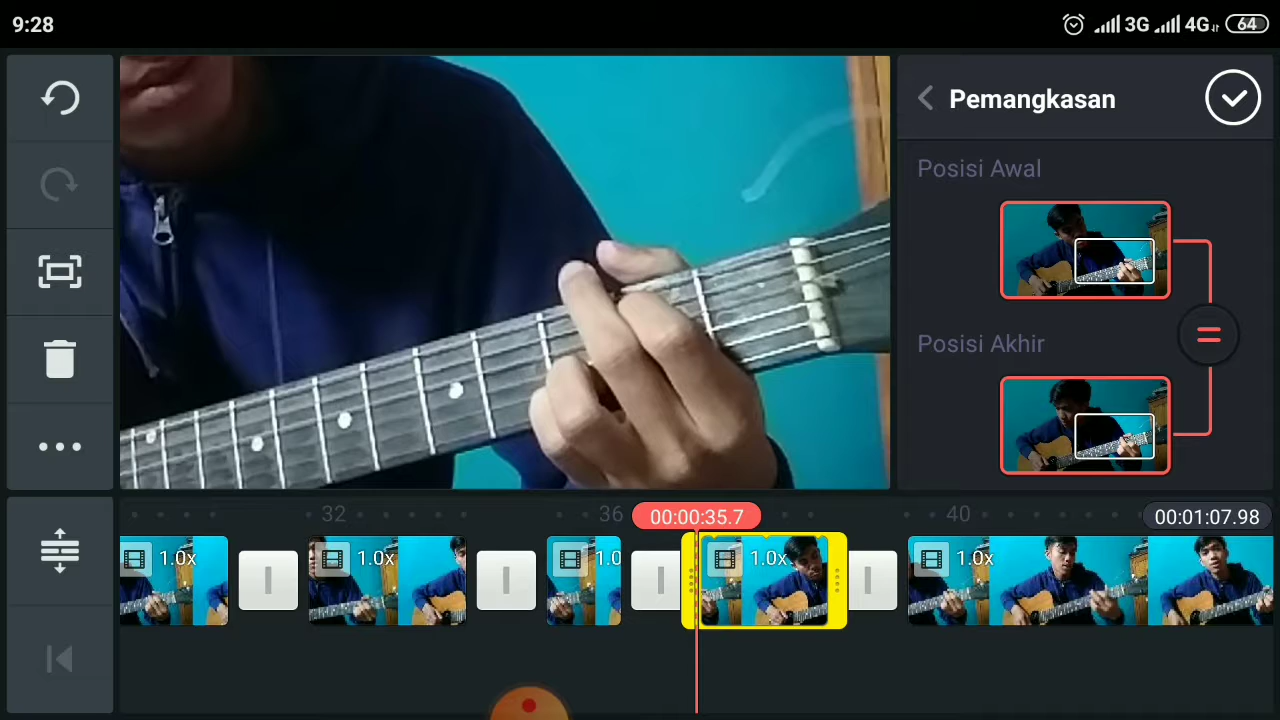 9:28
3G 4G 64
Pemangkasan
Posisi Awal
Posisi Akhir
32 36 00:00:35.7 40 00:01:07.98
1.0x 1.0x 1.0 1.0x 1.0x